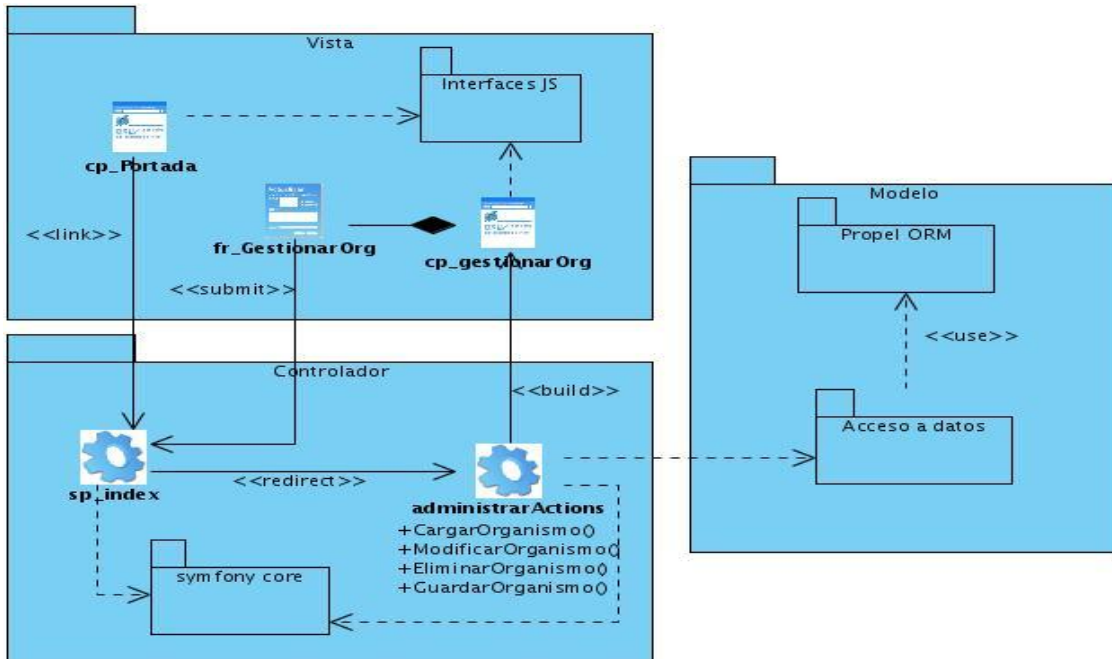 Vista
Interfaces JS
cp_Portada
<<link>>
fr_GestionarOrg
cp_gestionarOrg
<<submit>>
Modelo
Propel ORM
<<use>>
Acceso a datos
Controlador
<<build>>
sp_index
<<redirect>>
administrarActions
+CargarOrganismo()
+ModificarOrganismo()
+EliminarOrganismo()
+GuardarOrganismo()
symfony core